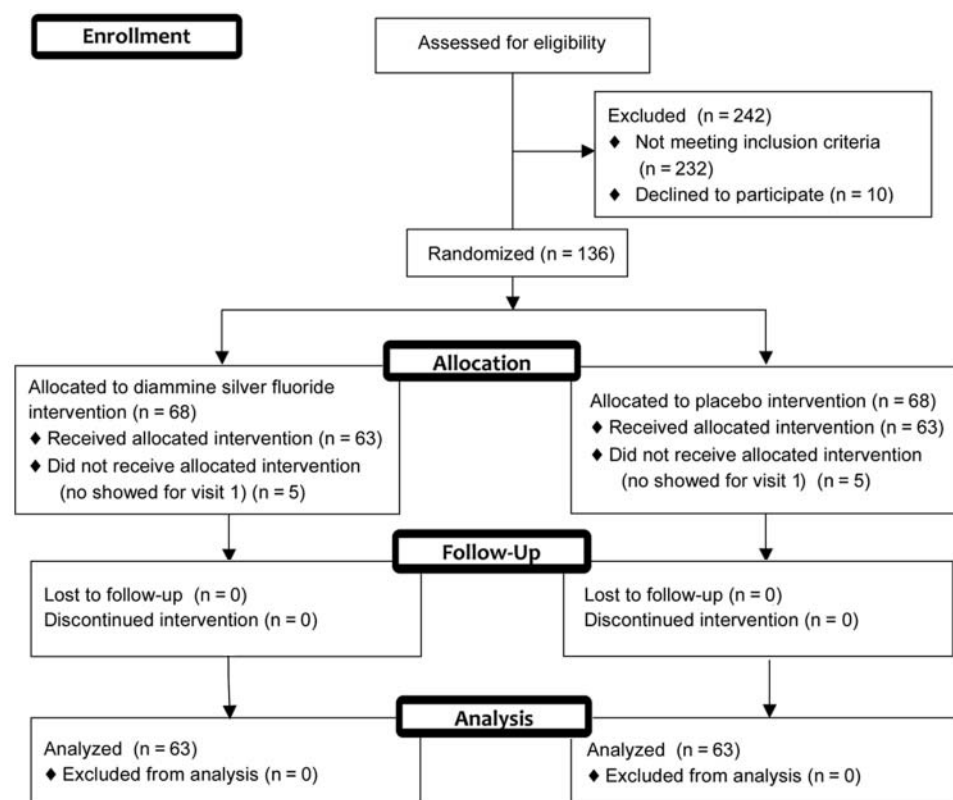 Enrollment
Assessed for eligibility
Excluded (n = 242)
♦ Not meeting inclusion criteria
(n = 232)
♦ Declined to participate (n = 10)
Randomized (n = 136)
Allocation
Allocated to diammine silver fluoride
intervention (n = 68)
♦ Received allocated intervention (n = 63)
♦ Did not receive allocated intervention
(no showed for visit 1) (n = 5)
Allocated to placebo intervention (n = 68)
♦ Received allocated intervention (n = 63)
♦ Did not receive allocated intervention
(no showed for visit 1) (n = 5)
Follow-Up
Lost to follow-up (n = 0)
Discontinued intervention (n = 0)
Lost to follow-up (n = 0)
Discontinued intervention (n = 0)
Analysis
Analyzed (n = 63)
♦ Excluded from analysis (n = 0)
Analyzed (n = 63)
♦ Excluded from analysis (n = 0)